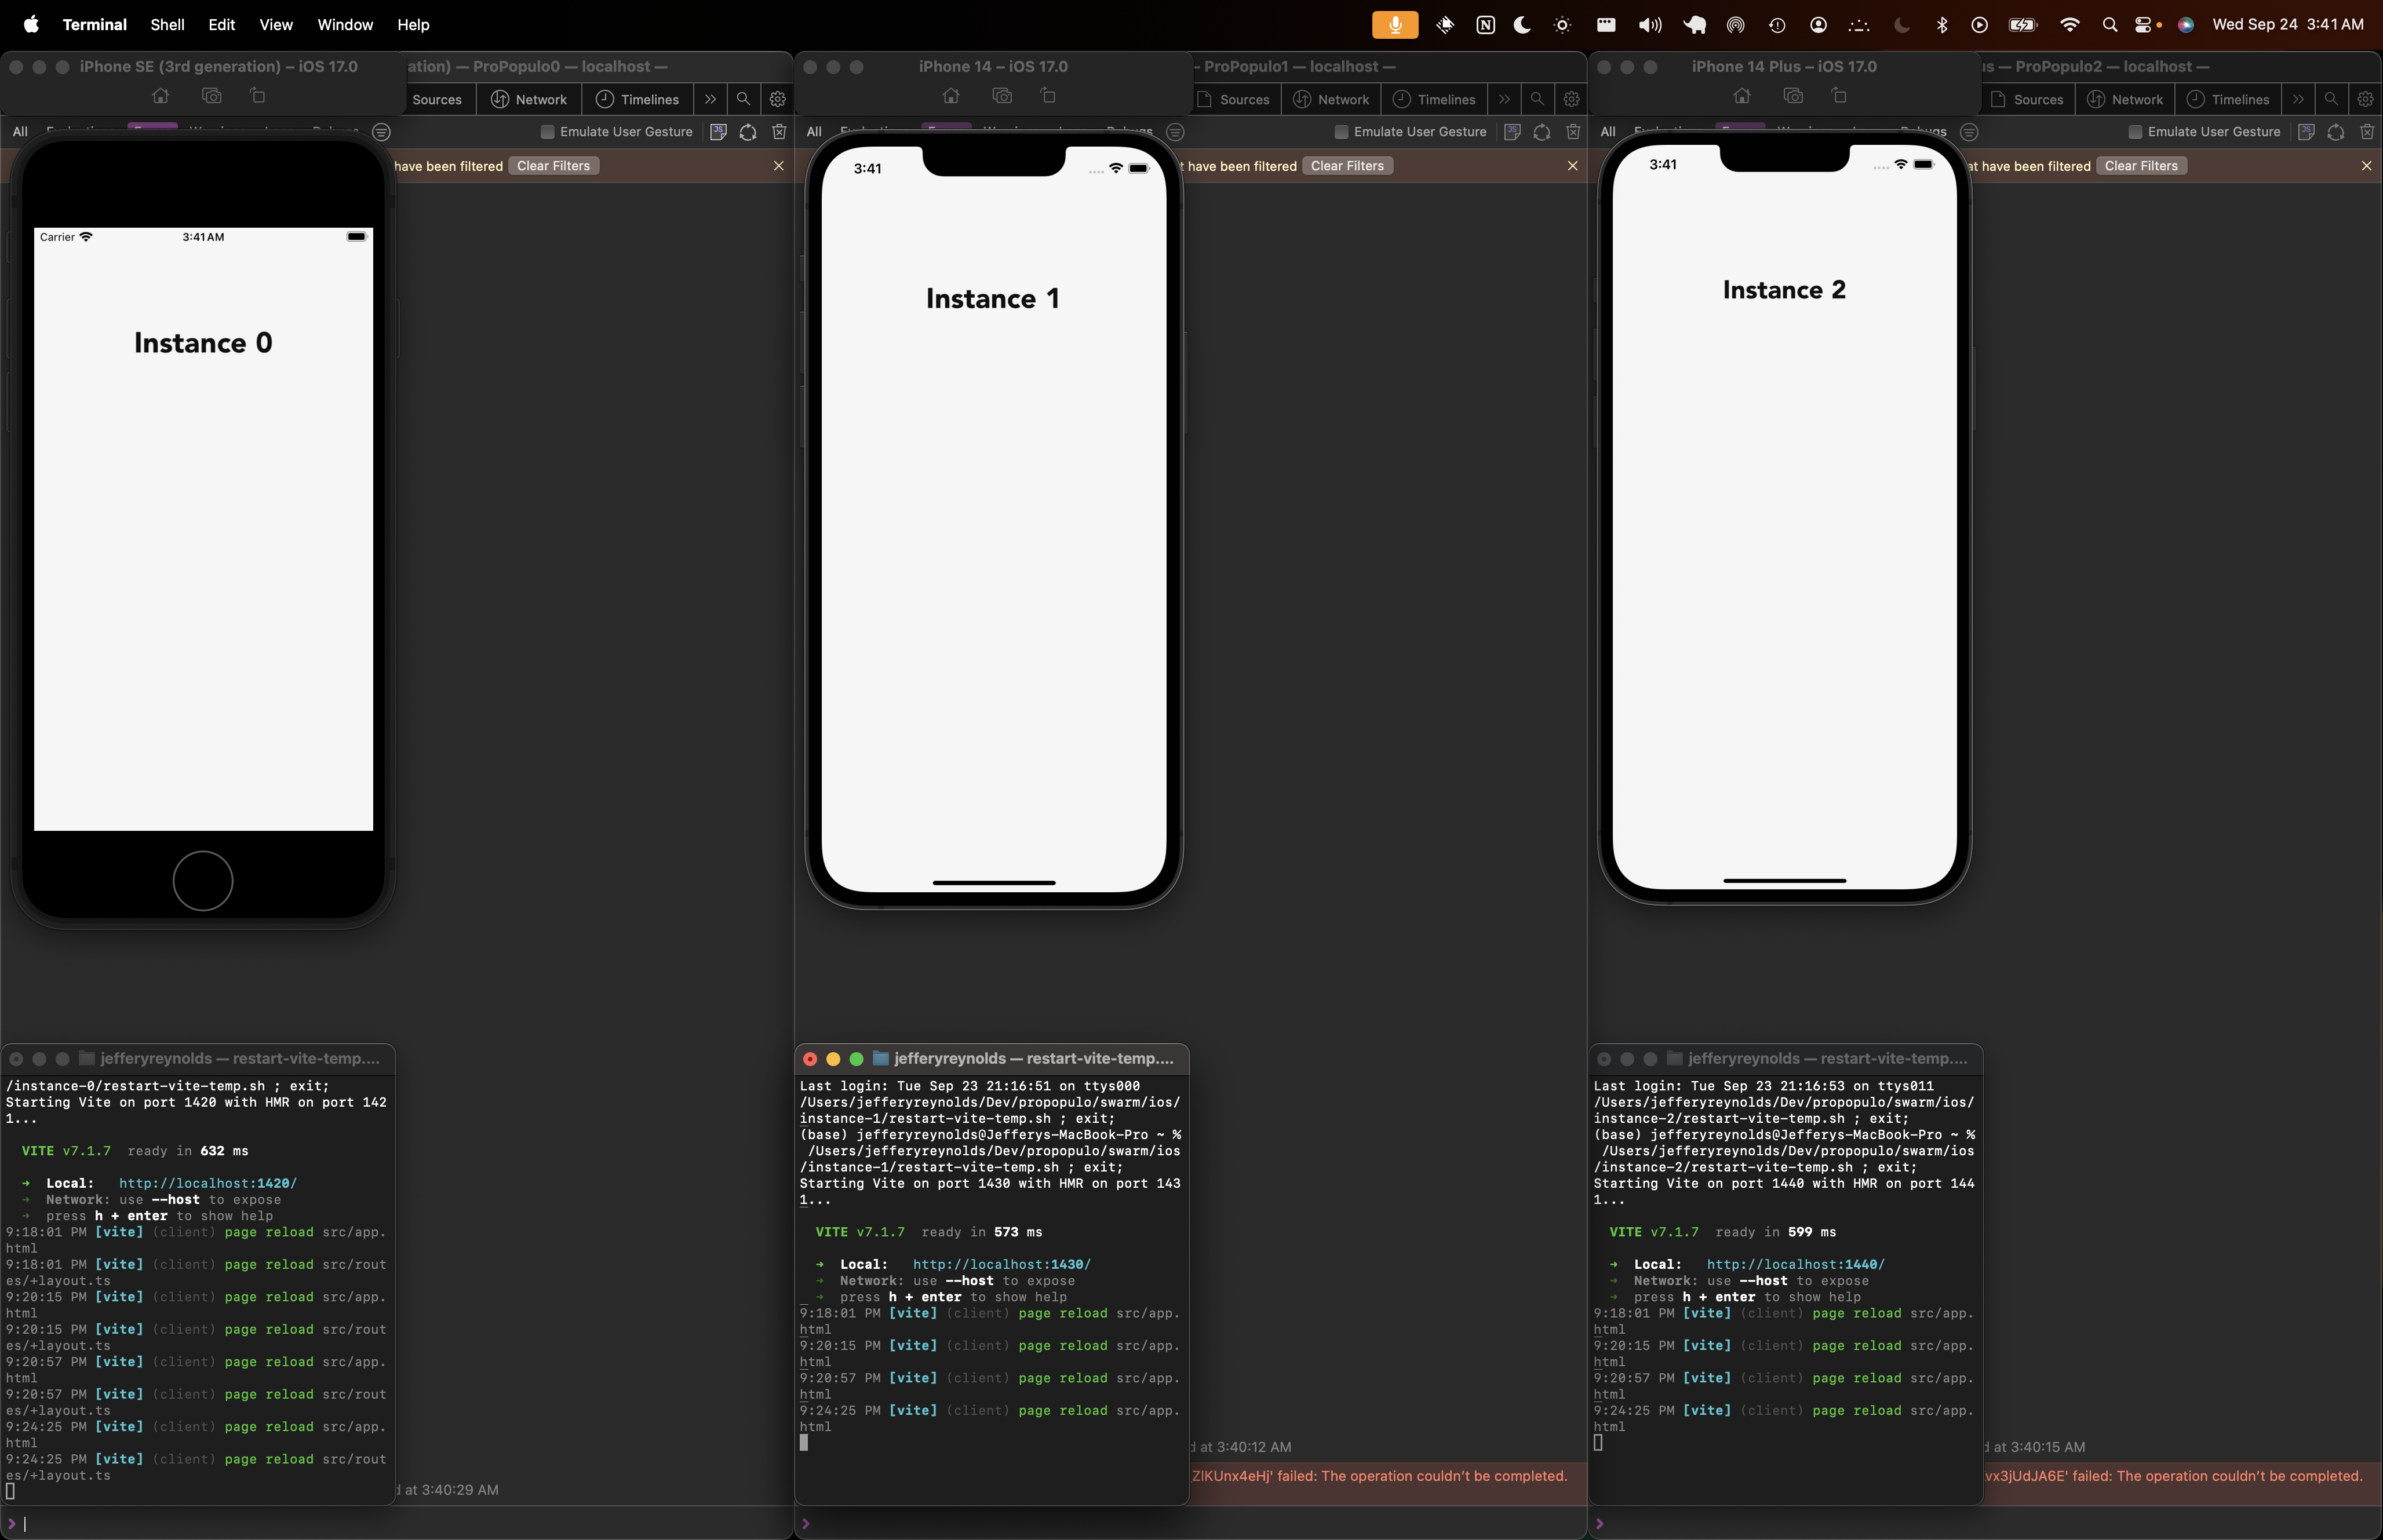 Terminal Shell Edit View Window Help
Wed Sep 24 3:41 AM
iPhone SE (3rd generation) – iOS 17.0
ation) — ProPopulo0 — localhost —
Sources Network Timelines
All
Emulate User Gesture
have been filtered Clear Filters
Carrier 3:41 AM
Instance 0
iPhone 14 – iOS 17.0
– ProPopulo1 — localhost —
Sources Network Timelines
All
Emulate User Gesture
t have been filtered Clear Filters
3:41
Instance 1
iPhone 14 Plus – iOS 17.0
us — ProPopulo2 — localhost —
Sources Network Timelines
All
Emulate User Gesture
at have been filtered Clear Filters
3:41
Instance 2
jefferyreynolds — restart-vite-temp....
/instance-0/restart-vite-temp.sh ; exit;
Starting Vite on port 1420 with HMR on port 142
1...
VITE v7.1.7 ready in 632 ms
➜ Local: http://localhost:1420/
➜ Network: use --host to expose
➜ press h + enter to show help
9:18:01 PM [vite] (client) page reload src/app.
html
9:18:01 PM [vite] (client) page reload src/rout
es/+layout.ts
9:20:15 PM [vite] (client) page reload src/app.
html
9:20:15 PM [vite] (client) page reload src/rout
es/+layout.ts
9:20:57 PM [vite] (client) page reload src/app.
html
9:20:57 PM [vite] (client) page reload src/rout
es/+layout.ts
9:24:25 PM [vite] (client) page reload src/app.
html
9:24:25 PM [vite] (client) page reload src/rout
es/+layout.ts
d at 3:40:29 AM
jefferyreynolds — restart-vite-temp....
Last login: Tue Sep 23 21:16:51 on ttys000
/Users/jefferyreynolds/Dev/propopulo/swarm/ios/
instance-1/restart-vite-temp.sh ; exit;
(base) jefferyreynolds@Jefferys-MacBook-Pro ~ %
/Users/jefferyreynolds/Dev/propopulo/swarm/ios
/instance-1/restart-vite-temp.sh ; exit;
Starting Vite on port 1430 with HMR on port 143
1...
VITE v7.1.7 ready in 573 ms
➜ Local: http://localhost:1430/
➜ Network: use --host to expose
➜ press h + enter to show help
9:18:01 PM [vite] (client) page reload src/app.
html
9:20:15 PM [vite] (client) page reload src/app.
html
9:20:57 PM [vite] (client) page reload src/app.
html
9:24:25 PM [vite] (client) page reload src/app.
html
d at 3:40:12 AM
ZlKUnx4eHj' failed: The operation couldn't be completed.
jefferyreynolds — restart-vite-temp....
Last login: Tue Sep 23 21:16:53 on ttys011
/Users/jefferyreynolds/Dev/propopulo/swarm/ios/
instance-2/restart-vite-temp.sh ; exit;
(base) jefferyreynolds@Jefferys-MacBook-Pro ~ %
/Users/jefferyreynolds/Dev/propopulo/swarm/ios
/instance-2/restart-vite-temp.sh ; exit;
Starting Vite on port 1440 with HMR on port 144
1...
VITE v7.1.7 ready in 599 ms
➜ Local: http://localhost:1440/
➜ Network: use --host to expose
➜ press h + enter to show help
9:18:01 PM [vite] (client) page reload src/app.
html
9:20:15 PM [vite] (client) page reload src/app.
html
9:20:57 PM [vite] (client) page reload src/app.
html
9:24:25 PM [vite] (client) page reload src/app.
html
d at 3:40:15 AM
vx3jUdJA6E' failed: The operation couldn't be completed.